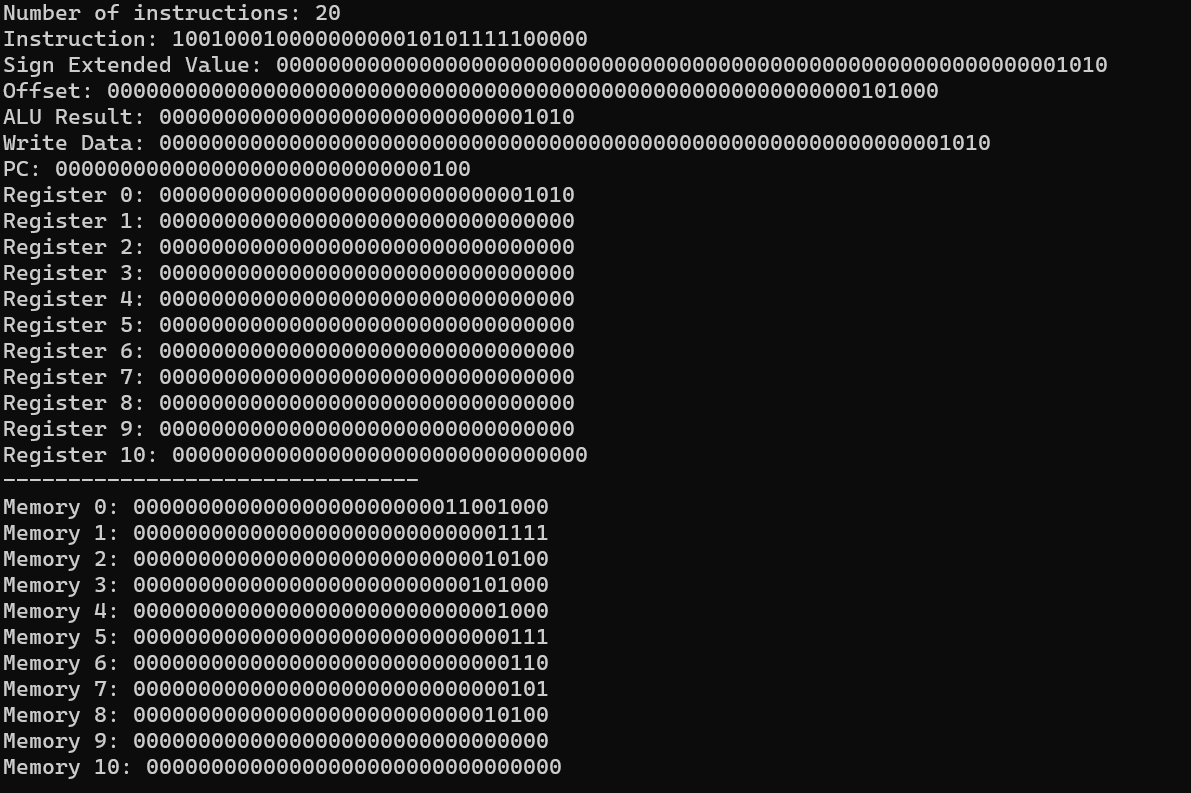 Number of instructions: 20
Instruction: 10010001000000000010101111100000
Sign Extended Value: 0000000000000000000000000000000000000000000000000000000000001010
Offset: 0000000000000000000000000000000000000000000000000000000000101000
ALU Result: 00000000000000000000000000001010
Write Data: 0000000000000000000000000000000000000000000000000000000000001010
PC: 00000000000000000000000000000100
Register 0: 00000000000000000000000000001010
Register 1: 00000000000000000000000000000000
Register 2: 00000000000000000000000000000000
Register 3: 00000000000000000000000000000000
Register 4: 00000000000000000000000000000000
Register 5: 00000000000000000000000000000000
Register 6: 00000000000000000000000000000000
Register 7: 00000000000000000000000000000000
Register 8: 00000000000000000000000000000000
Register 9: 00000000000000000000000000000000
Register 10: 00000000000000000000000000000000
--------------------------------
Memory 0: 00000000000000000000000011001000
Memory 1: 00000000000000000000000000001111
Memory 2: 00000000000000000000000000010100
Memory 3: 00000000000000000000000000101000
Memory 4: 00000000000000000000000000001000
Memory 5: 00000000000000000000000000000111
Memory 6: 00000000000000000000000000000110
Memory 7: 00000000000000000000000000000101
Memory 8: 00000000000000000000000000010100
Memory 9: 00000000000000000000000000000000
Memory 10: 00000000000000000000000000000000